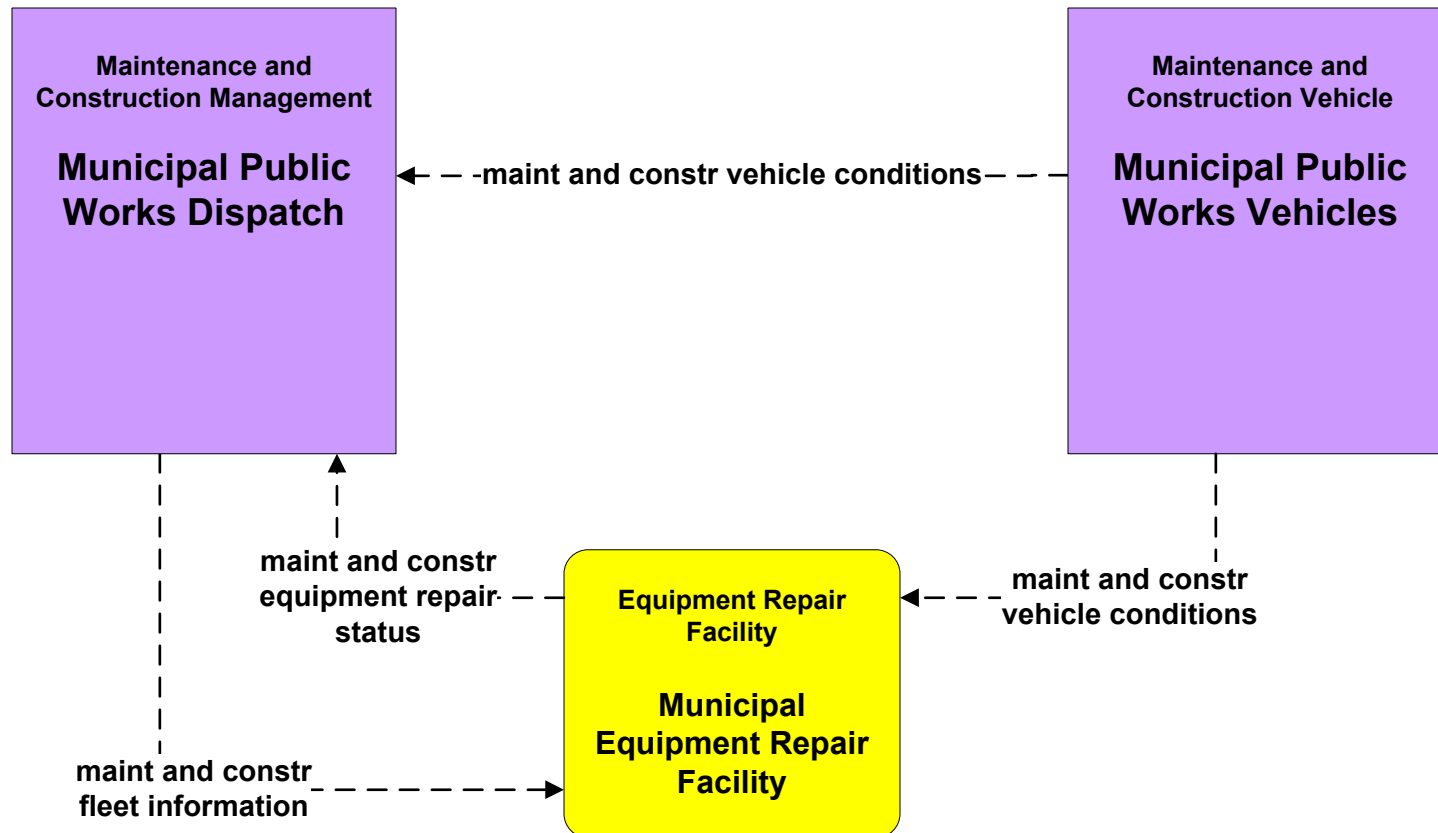 Maintenance and
Construction Management
Municipal Public
Works Dispatch
maint and constr vehicle conditions
Maintenance and
Construction Vehicle
Municipal Public
Works Vehicles
maint and constr
equipment repair
status
Equipment Repair
Facility
Municipal
Equipment Repair
Facility
maint and constr
vehicle conditions
maint and constr
fleet information